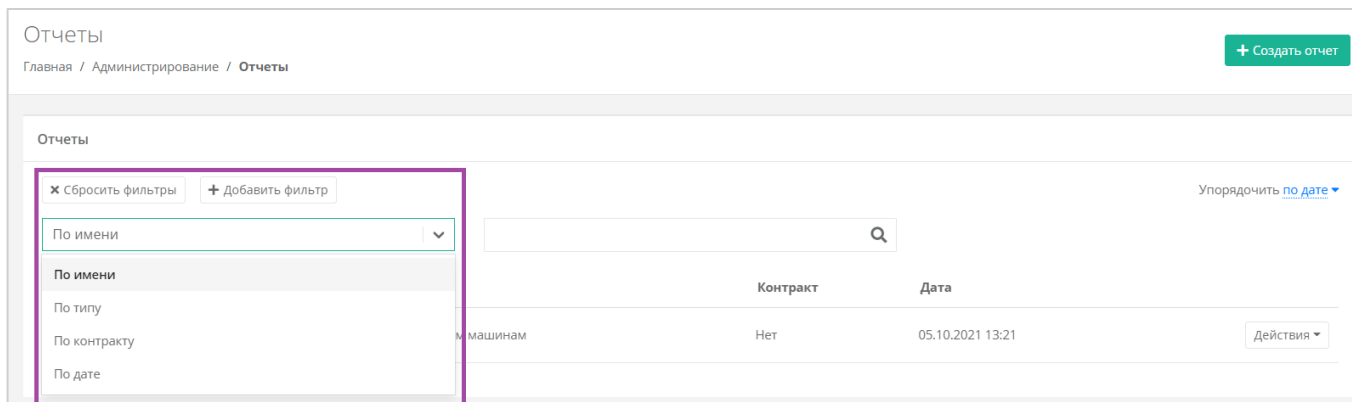 Отчеты
Создать отчет
Главная / Администрирование / Отчеты
Отчеты
Сбросить фильтры Добавить фильтр Упорядочить по дате
По имени
По имени
Контракт Дата
По типу
машинам Нет 05.10.2021 13:21 Действия
По контракту
По дате